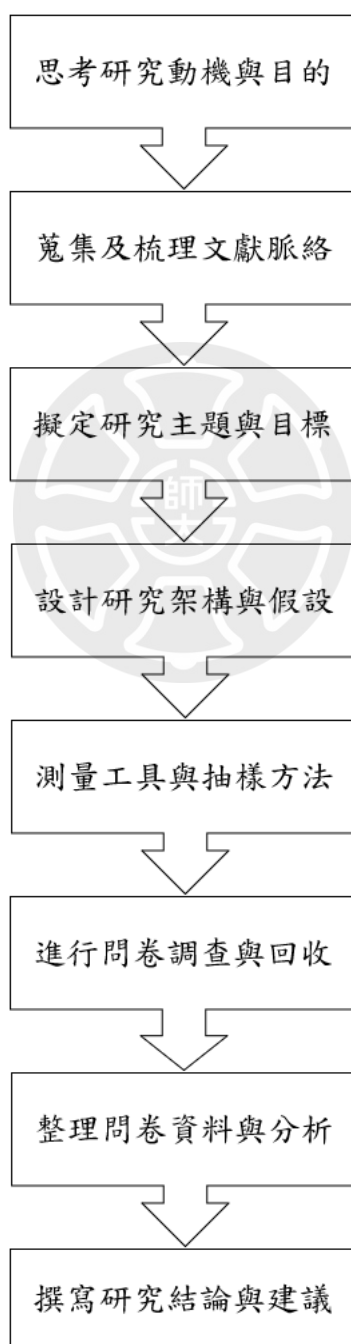 思考研究動機與目的
蒐集及梳理文獻脈絡
擬定研究主題與目標
師大
設計研究架構與假設
測量工具與抽樣方法
進行問卷調查與回收
整理問卷資料與分析
撰寫研究結論與建議